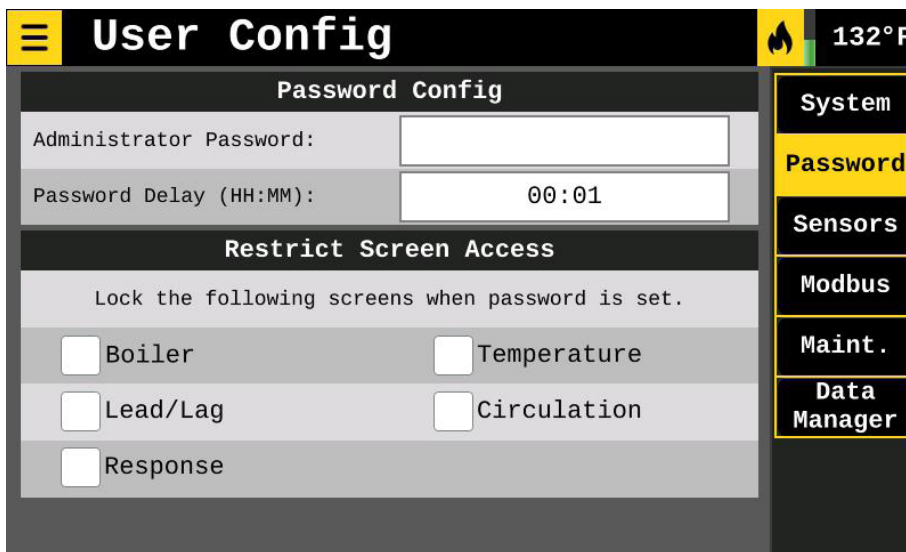 User Config
132°F
Password Config
Administrator Password:
Password Delay (HH:MM): 00:01
Restrict Screen Access
Lock the following screens when password is set.
Boiler Temperature
Lead/Lag Circulation
Response
System
Password
Sensors
Modbus
Maint.
Data
Manager